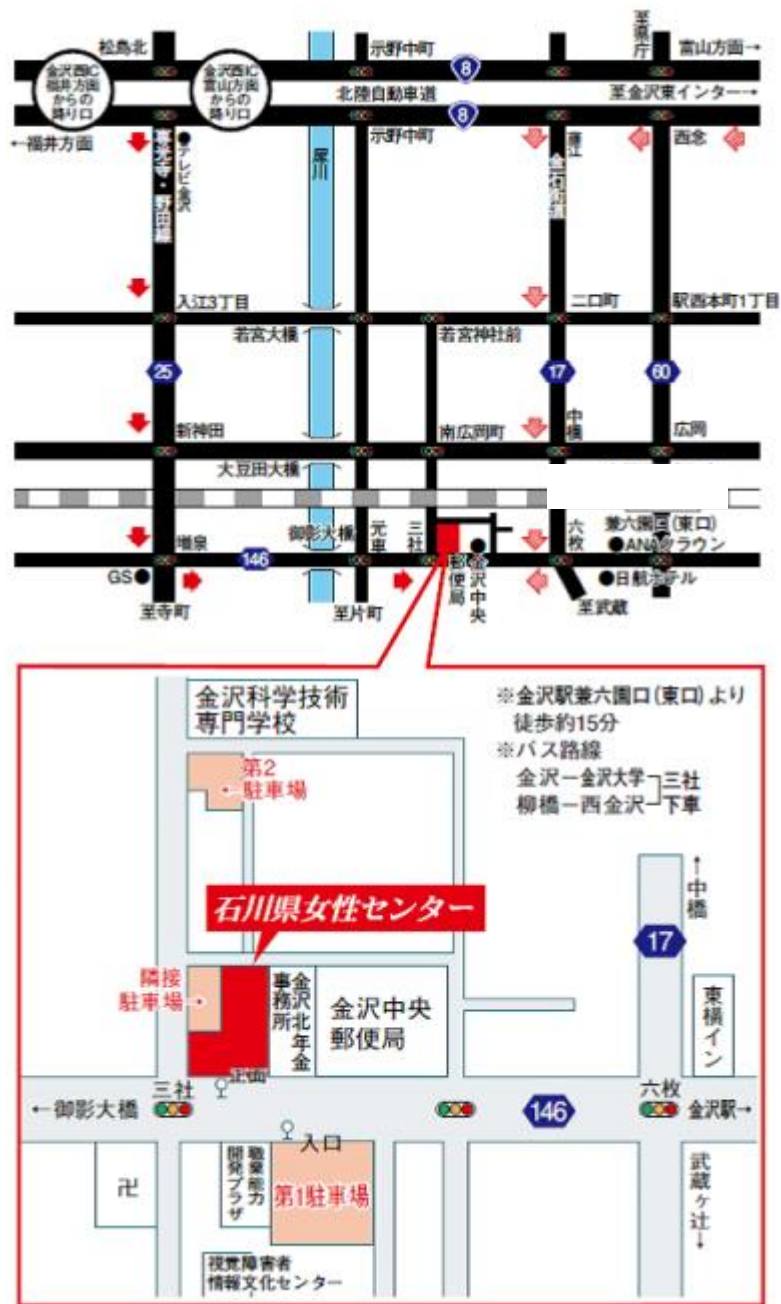 松島北
示野中町
至県庁
富山方面→
8
金沢西IC
福井方面
からの
降り口
金沢西IC
富山方面
からの
降り口
北陸自動車道
至金沢東インター→
8
←福井方面
示野中町
藤江
西念
テレビ金沢
犀川
金石街道
入江3丁目
二口町
駅西本町1丁目
若宮大橋
若宮神社前
25
17
60
新神田
南広岡町
中橋
広岡
大豆田大橋
増泉
御影大橋
元車
三社
六枚
兼六園口(東口)
ANAクラウン
146
郵便局
金沢中央
GS
日航ホテル
至寺町
至片町
至武蔵
金沢科学技術
専門学校
※金沢駅兼六園口(東口)より
徒歩約15分
※バス路線
金沢ー金沢大学
柳橋ー西金沢
三社
下車
第2
駐車場
←中橋
石川県女性センター
17
隣接
駐車場
金沢北年金
事務所
金沢中央
郵便局
東横イン
正面
三社
六枚
←御影大橋
146
金沢駅→
入口
卍
職業能力
開発プラザ
第1駐車場
武蔵ヶ辻→
視覚障害者
情報文化センター